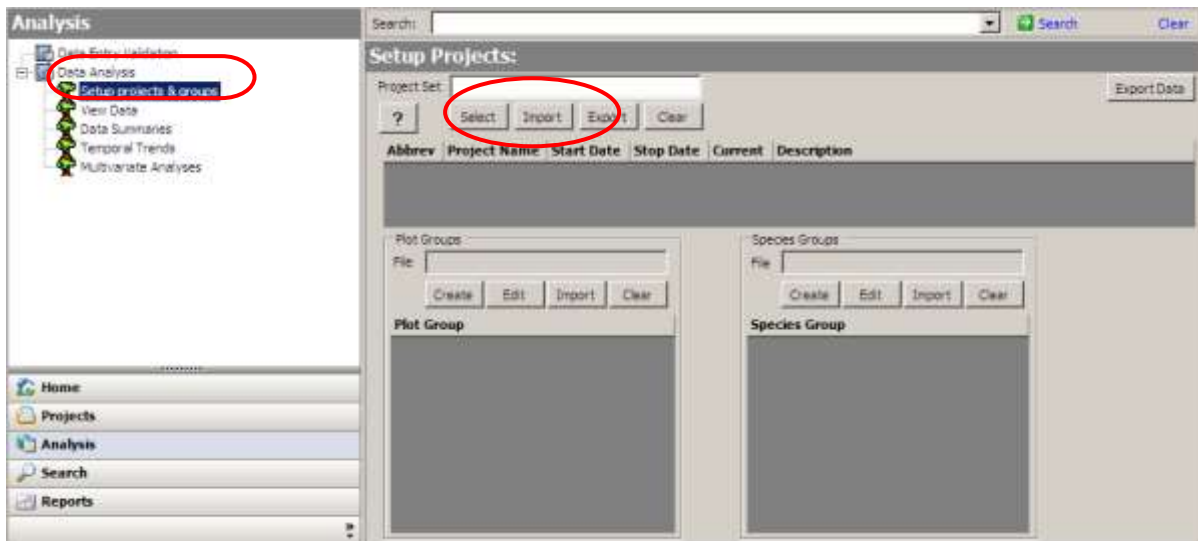 Analysis
Search: Search Clear
Data Entry Validation
Data Analysis
Setup projects & groups
View Data
Data Summaries
Temporal Trends
Multivariate Analyses
Home
Projects
Analysis
Search
Reports
Setup Projects:
Project Set Export Data
? Select Import Export Clear
Abbrev Project Name Start Date Stop Date Current Description
Plot Groups
File
Create Edit Import Clear
Plot Group
Species Groups
File
Create Edit Import Clear
Species Group